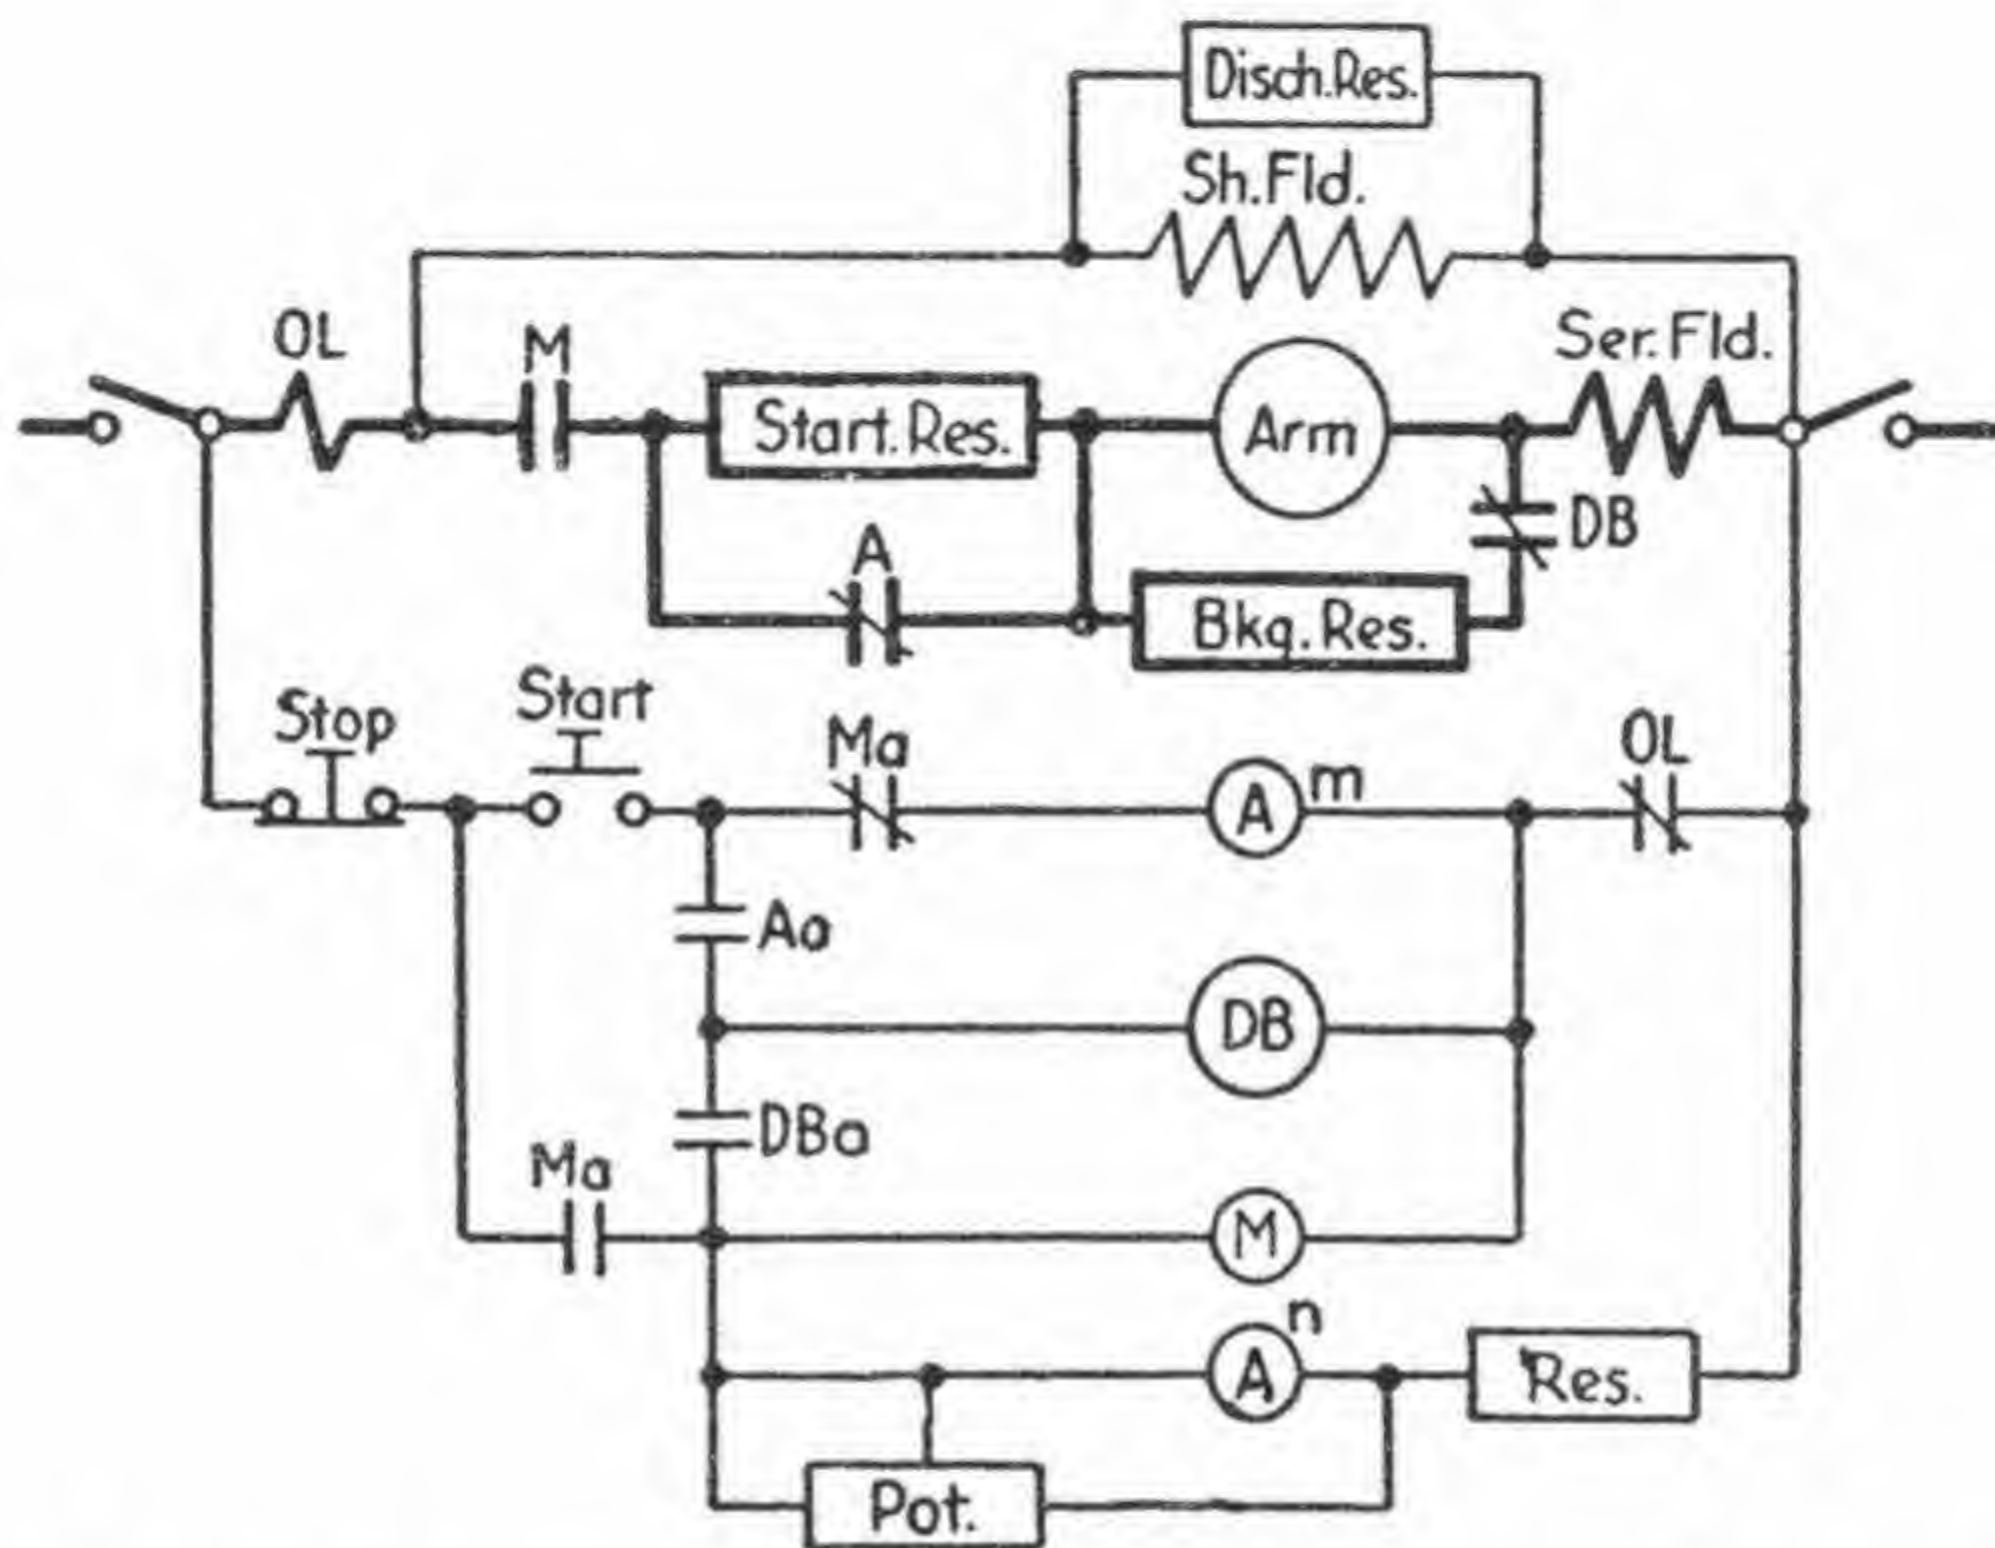 Disch.Res.
Sh.Fld.
OL
M
Ser.Fld.
Start.Res.
Arm
DB
A
Bkg.Res.
Stop
Start
Ma
A
m
OL
Aa
DB
DBa
Ma
M
n
A
Res.
Pot.